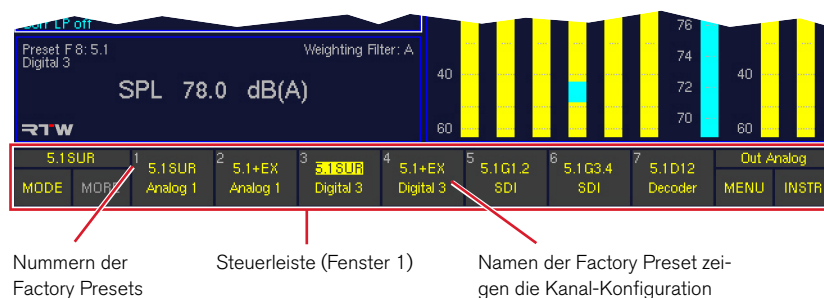 Corr LP off
Preset F 8: 5.1
Digital 3
Weighting Filter: A
SPL 78.0 dB(A)
RTW
40
60
76
74
72
70
40
60
5.1SUR
MODE
MORE
1
5.1SUR
Analog 1
2
5.1+EX
Analog 1
3
5.1SUR
Digital 3
4
5.1+EX
Digital 3
5
5.1G1.2
SDI
6
5.1G3.4
SDI
7
5.1D12
Decoder
Out Analog
MENU
INSTR
Nummern der
Factory Presets
Steuerleiste (Fenster 1)
Namen der Factory Preset zei-
gen die Kanal-Konfiguration